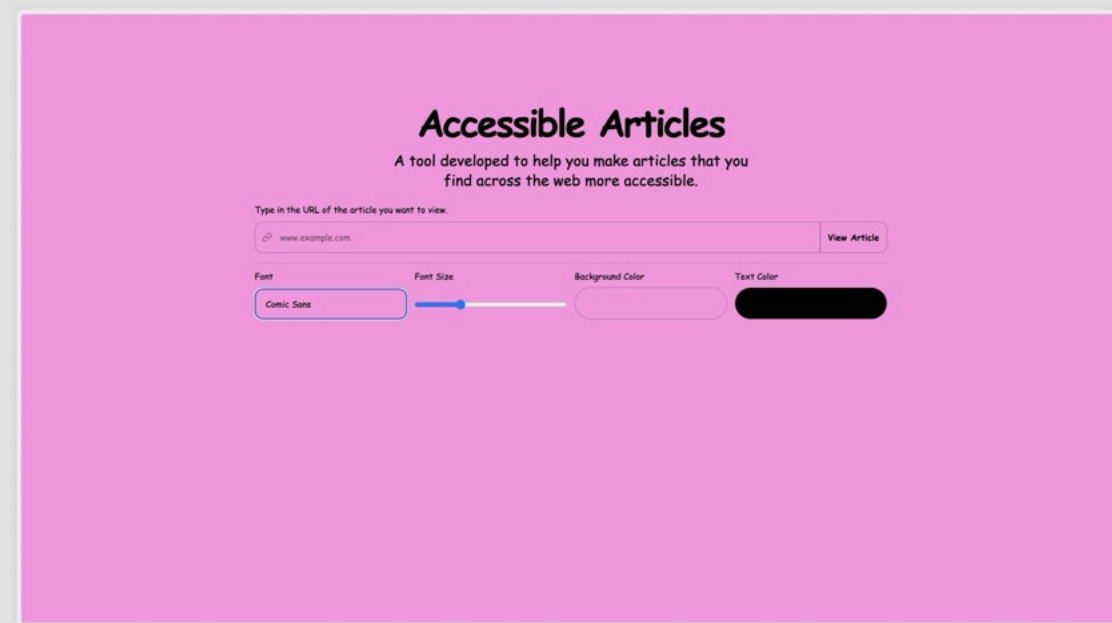 Accessible Articles
A tool developed to help you make articles that you
find across the web more accessible.
Type in the URL of the article you want to view.
www.example.com
View Article
Font
Font Size
Background Color
Text Color
Comic Sans